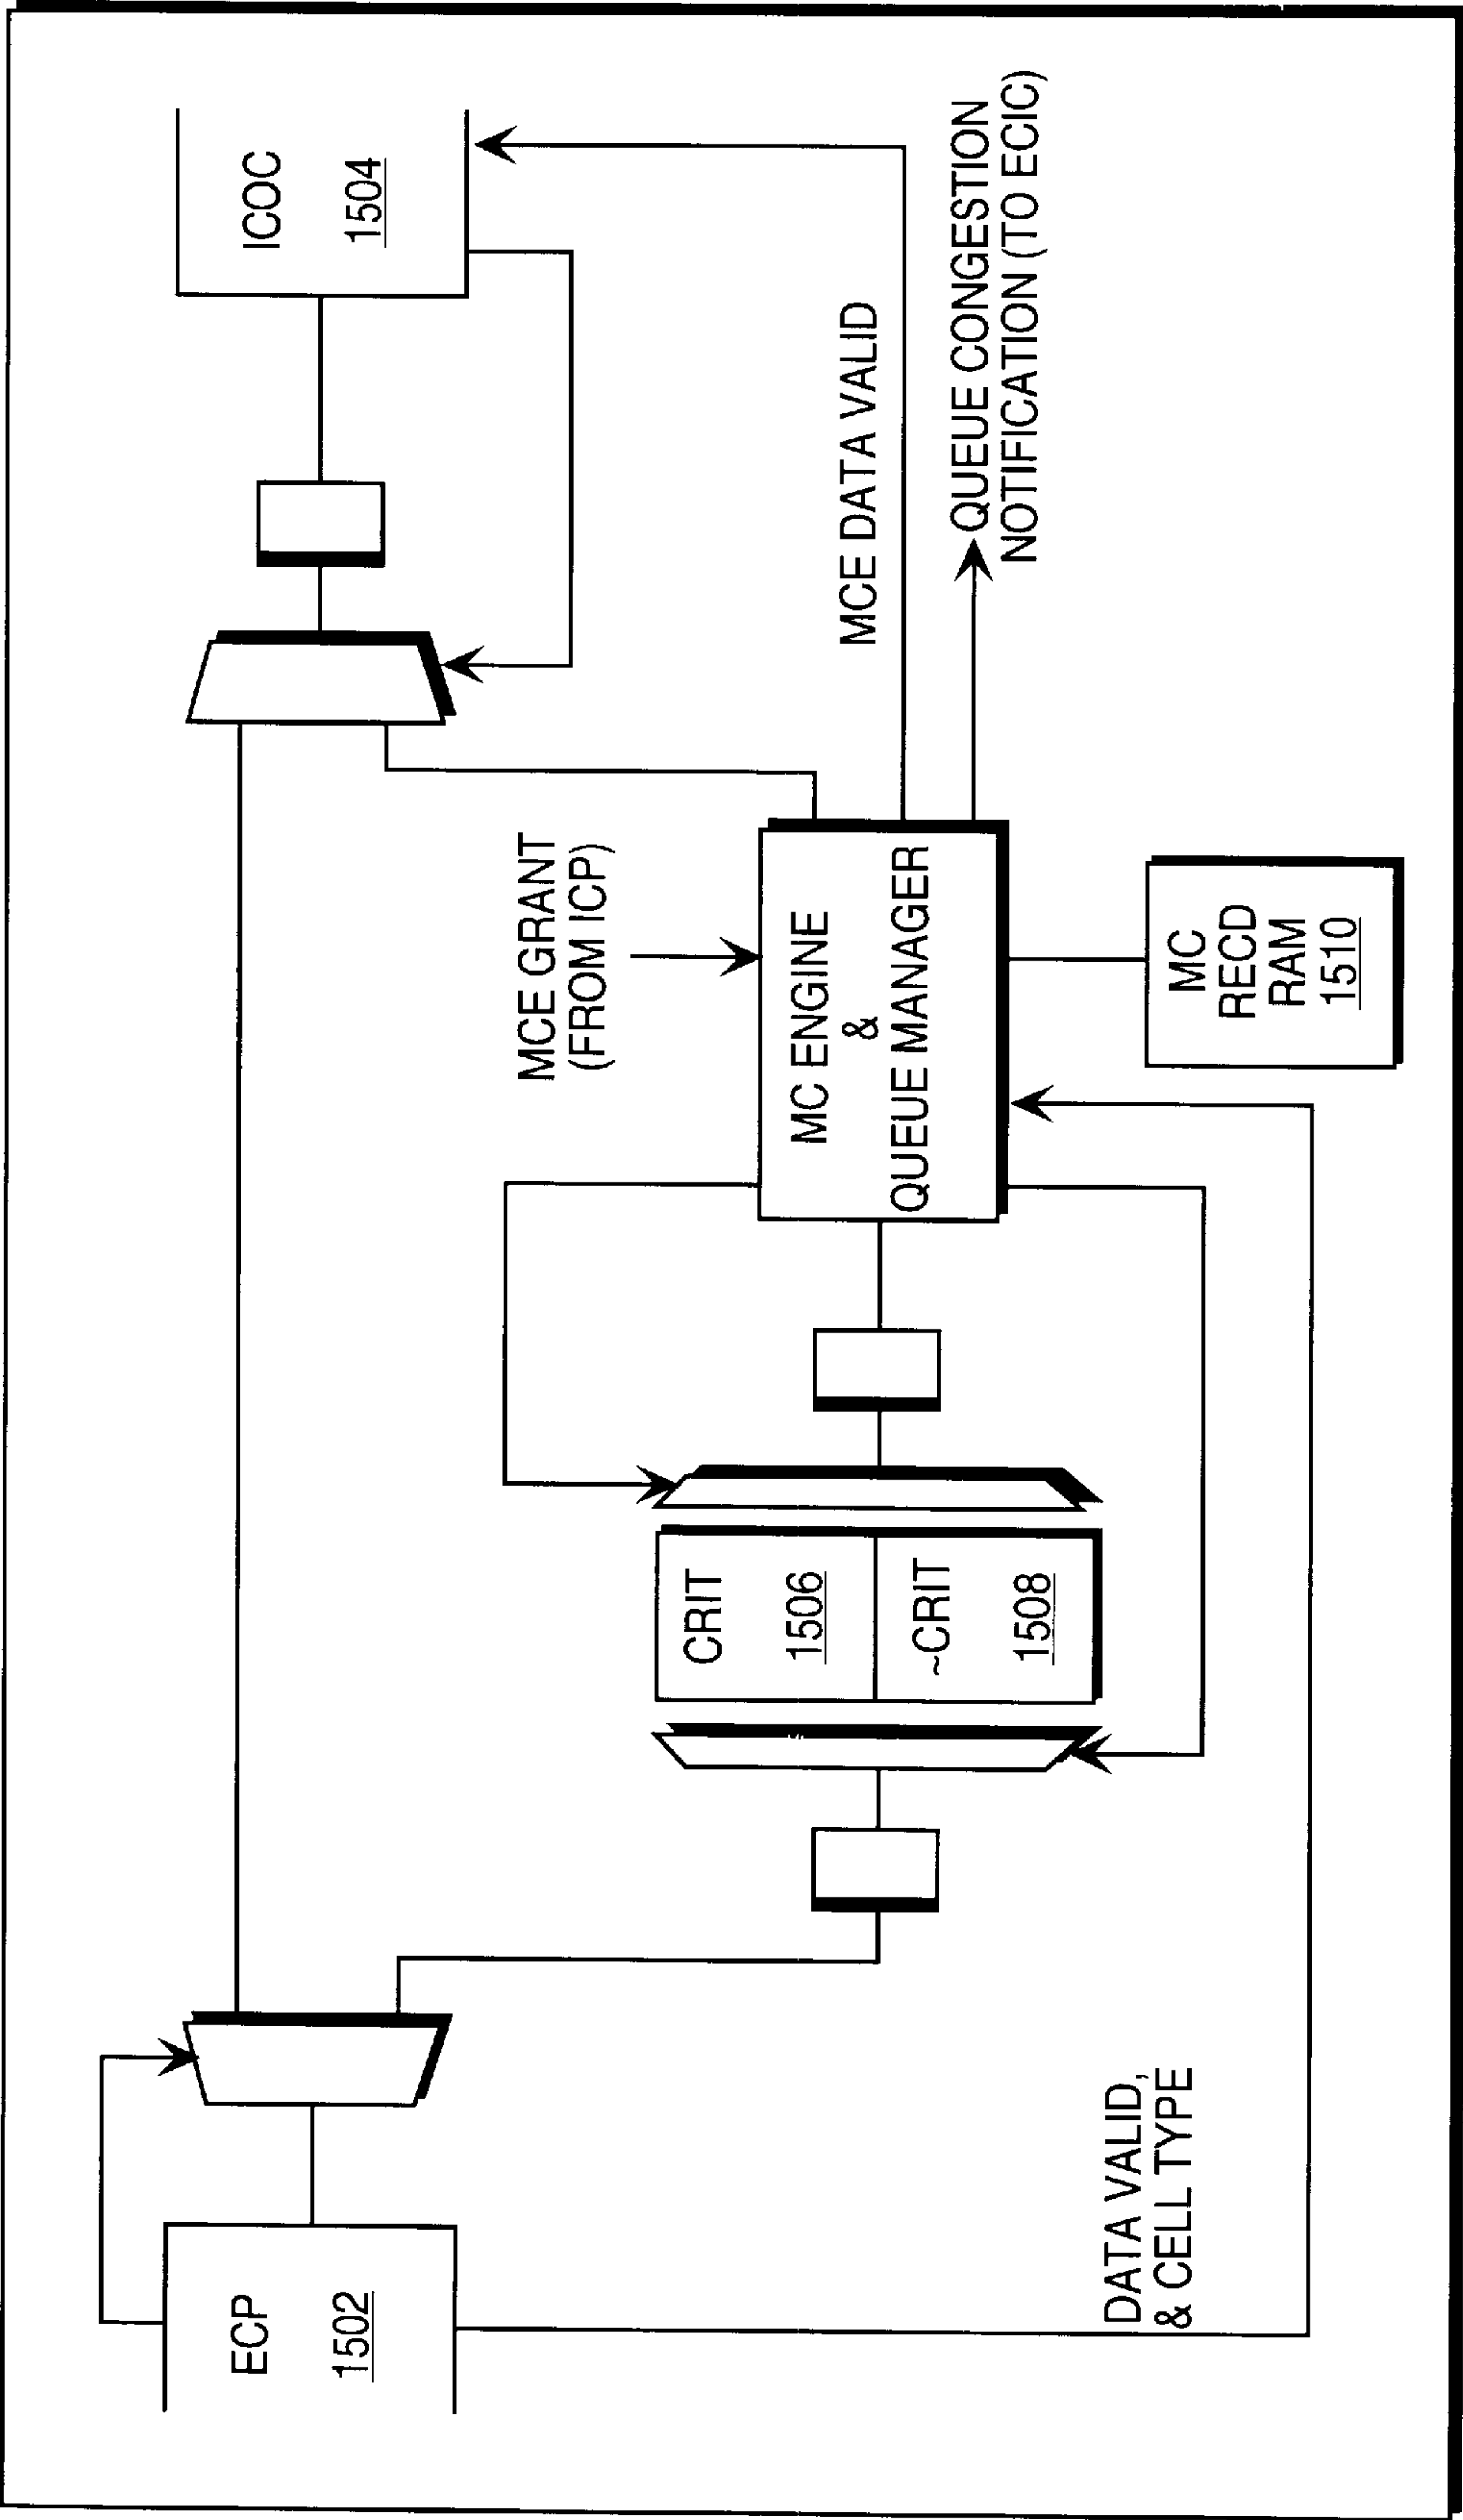 ECP
1502
ICOC
1504
MCE GRANT
(FROM ICP)
CRIT
1506
~CRIT
1508
MC ENGINE
&
QUEUE MANAGER
MCE DATA VALID
QUEUE CONGESTION
NOTIFICATION (TO ECIC)
DATA VALID,
& CELL TYPE
MC
RECD
RAM
1510